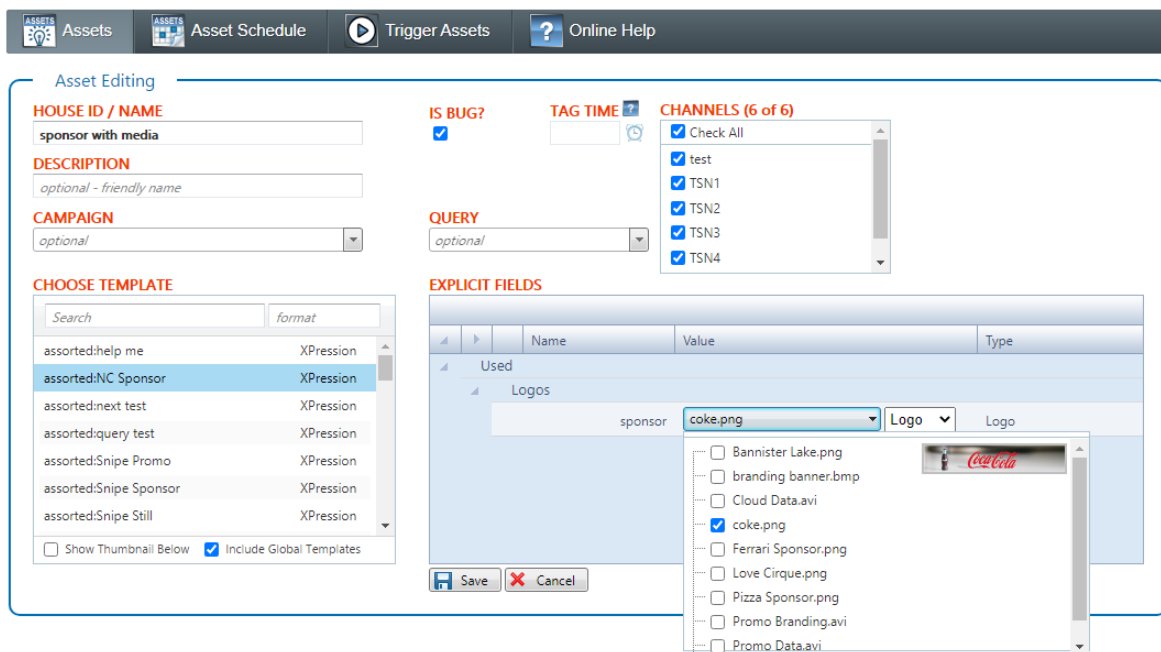 ASSETS Assets ASSETS Asset Schedule Trigger Assets ? Online Help
Asset Editing
HOUSE ID / NAME
sponsor with media
DESCRIPTION
optional - friendly name
CAMPAIGN
optional
IS BUG?
TAG TIME ?
QUERY
optional
CHANNELS (6 of 6)
Check All
test
TSN1
TSN2
TSN3
TSN4
CHOOSE TEMPLATE
Search format
assorted:help me XPression
assorted:NC Sponsor XPression
assorted:next test XPression
assorted:query test XPression
assorted:Snipe Promo XPression
assorted:Snipe Sponsor XPression
assorted:Snipe Still XPression
Show Thumbnail Below Include Global Templates
EXPLICIT FIELDS
Name Value Type
Used
Logos
sponsor coke.png Logo Logo
Bannister Lake.png
Coca-Cola
branding banner.bmp
Cloud Data.avi
coke.png
Ferrari Sponsor.png
Love Cirque.png
Pizza Sponsor.png
Promo Branding.avi
Promo Data.avi
Save Cancel